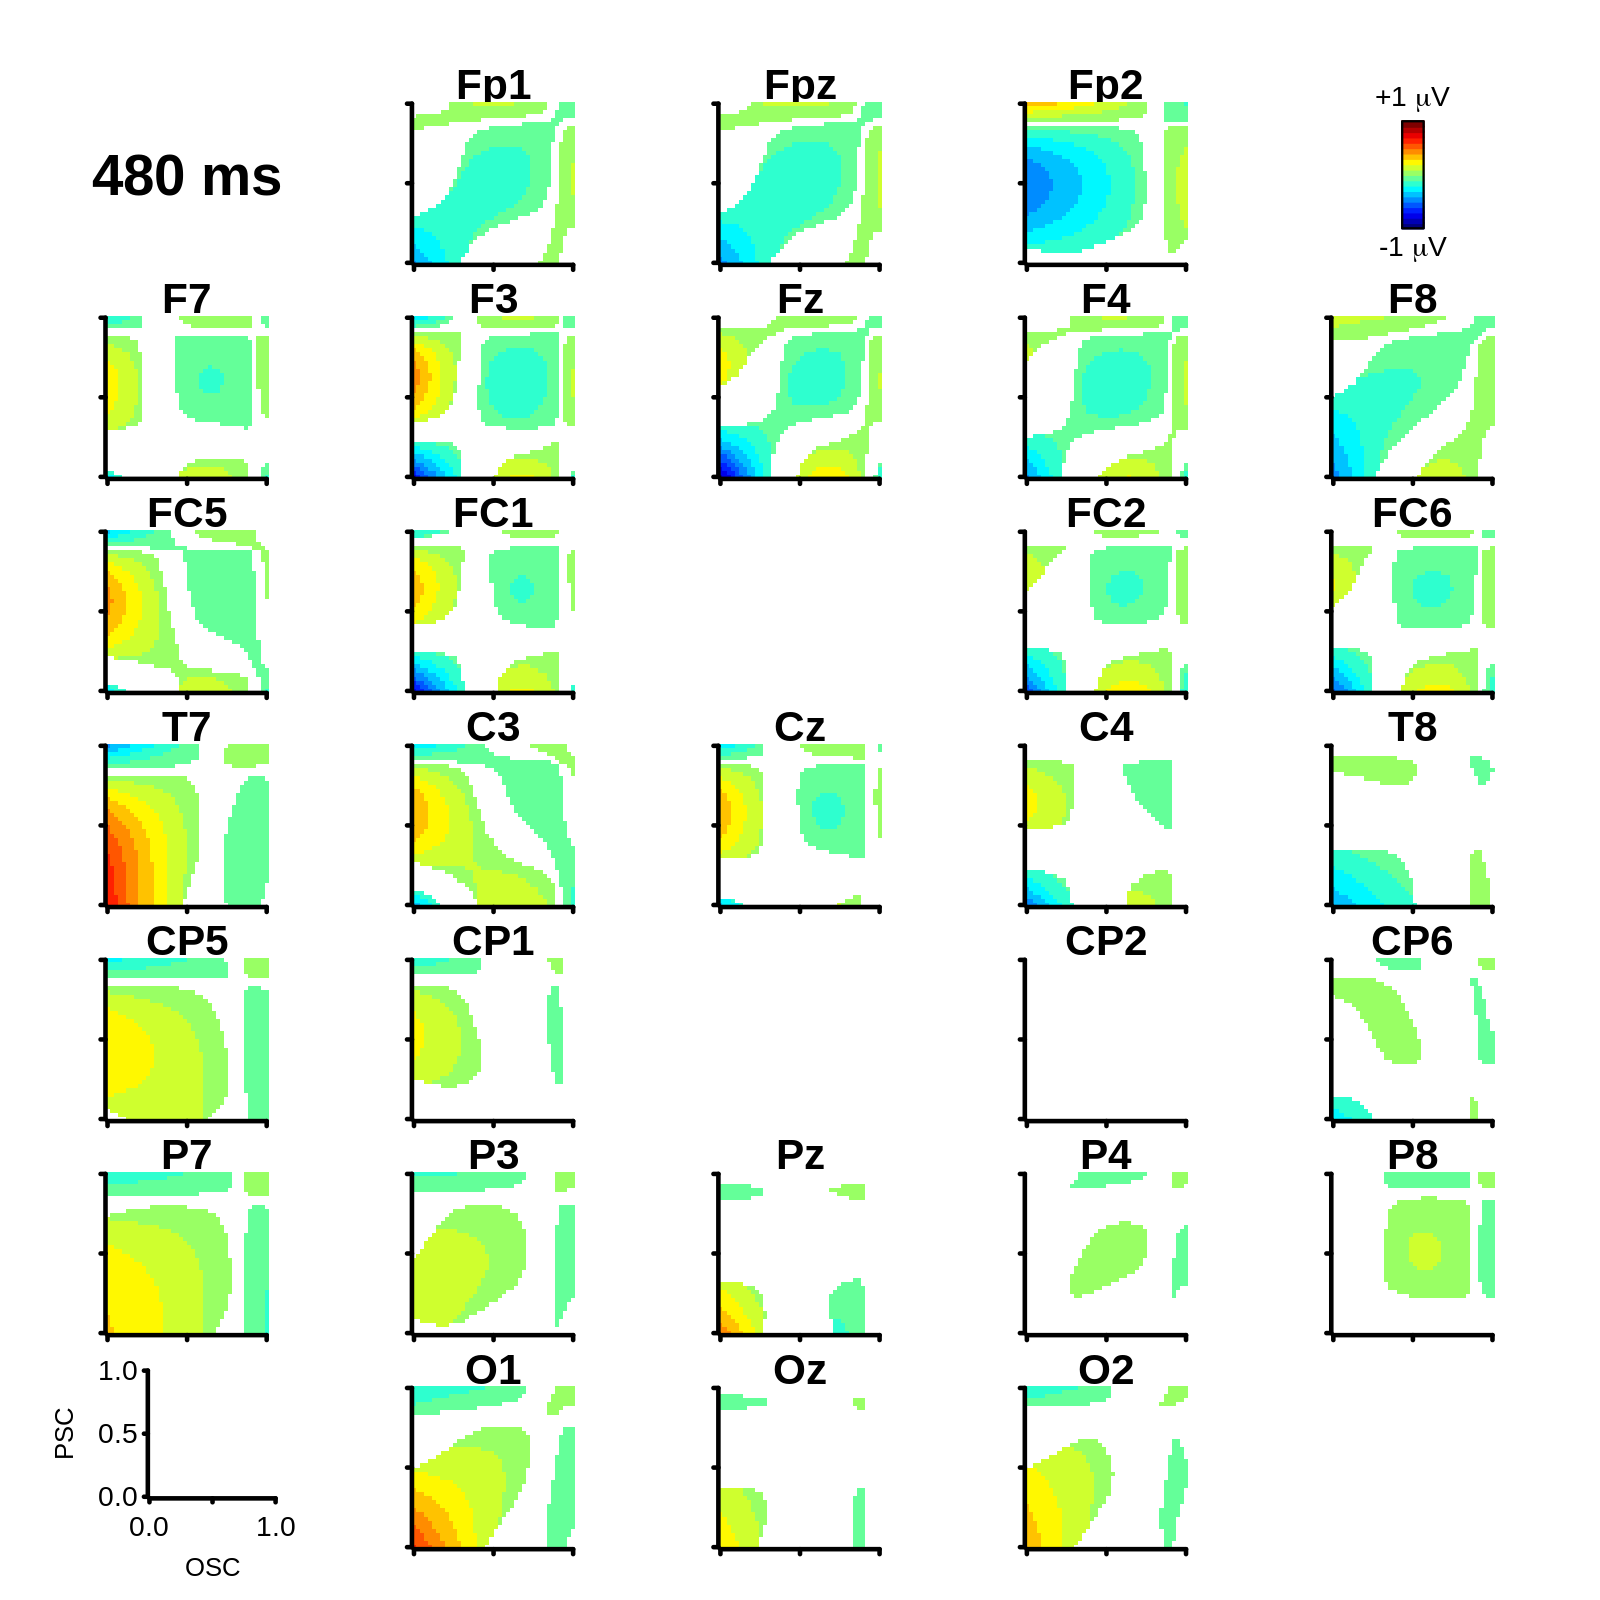 Fp1 Fpz Fp2
+1 μV
480 ms
-1 μV
F7 F3 Fz F4 F8
FC5 FC1 FC2 FC6
T7 C3 Cz C4 T8
CP5 CP1 CP2 CP6
P7 P3 Pz P4 P8
O1 Oz O2
1.0
0.5
0.0
PSC
0.0 1.0
OSC